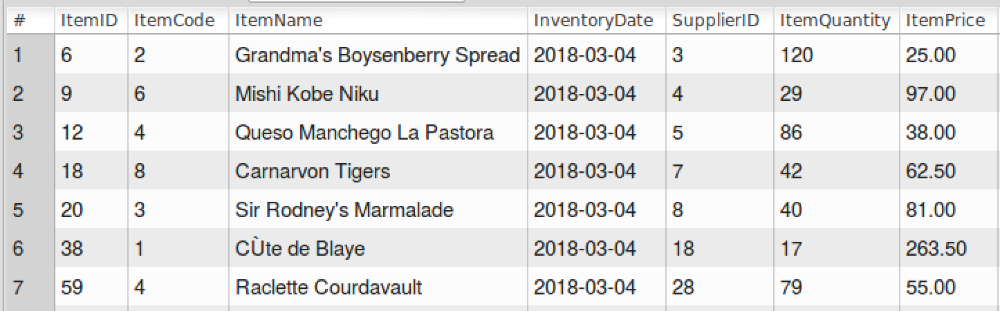 # ItemID ItemCode ItemName InventoryDate SupplierID ItemQuantity ItemPrice
1 6 2 Grandma's Boysenberry Spread 2018-03-04 3 120 25.00
2 9 6 Mishi Kobe Niku 2018-03-04 4 29 97.00
3 12 4 Queso Manchego La Pastora 2018-03-04 5 86 38.00
4 18 8 Carnarvon Tigers 2018-03-04 7 42 62.50
5 20 3 Sir Rodney's Marmalade 2018-03-04 8 40 81.00
6 38 1 CÙte de Blaye 2018-03-04 18 17 263.50
7 59 4 Raclette Courdavault 2018-03-04 28 79 55.00